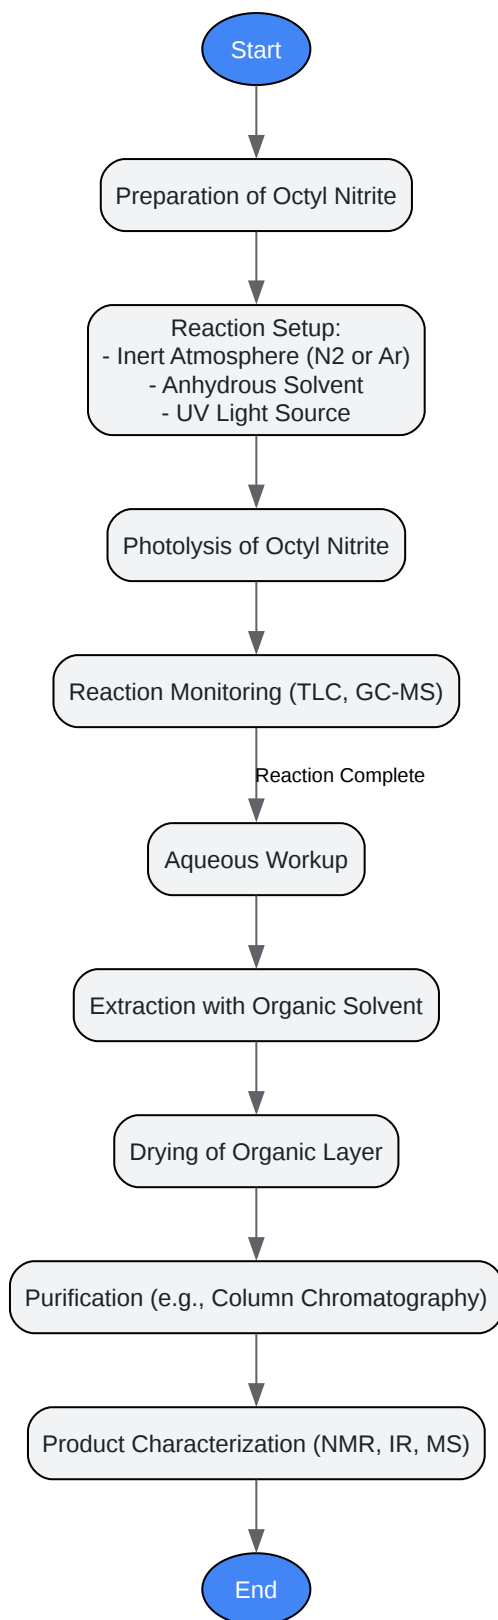 Start
Preparation of Octyl Nitrite
Reaction Setup:
- Inert Atmosphere (N2 or Ar)
- Anhydrous Solvent
- UV Light Source
Photolysis of Octyl Nitrite
Reaction Monitoring (TLC, GC-MS)
Reaction Complete
Aqueous Workup
Extraction with Organic Solvent
Drying of Organic Layer
Purification (e.g., Column Chromatography)
Product Characterization (NMR, IR, MS)
End